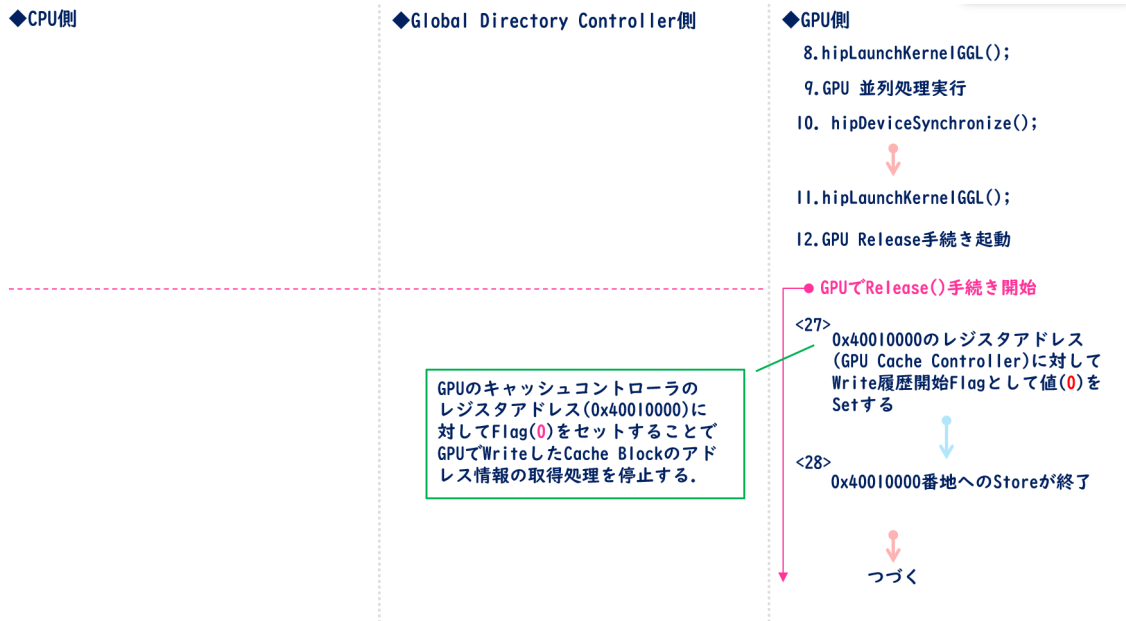 ◆CPU側
◆Global Directory Controller側
◆GPU側
8.hipLaunchKernelGGL();
9.GPU 並列処理実行
10. hipDeviceSynchronize();
11.hipLaunchKernelGGL();
12.GPU Release手続き起動
GPUでRelease()手続き開始
<27>
0x40010000のレジスタアドレス
(GPU Cache Controller)に対して
Write履歴開始Flagとして値(0)を
Setする
GPUのキャッシュコントローラの
レジスタアドレス(0x40010000)に
対してFlag(0)をセットすることで
GPUでWriteしたCache Blockのアド
レス情報の取得処理を停止する.
<28>
0x40010000番地へのStoreが終了
つづく